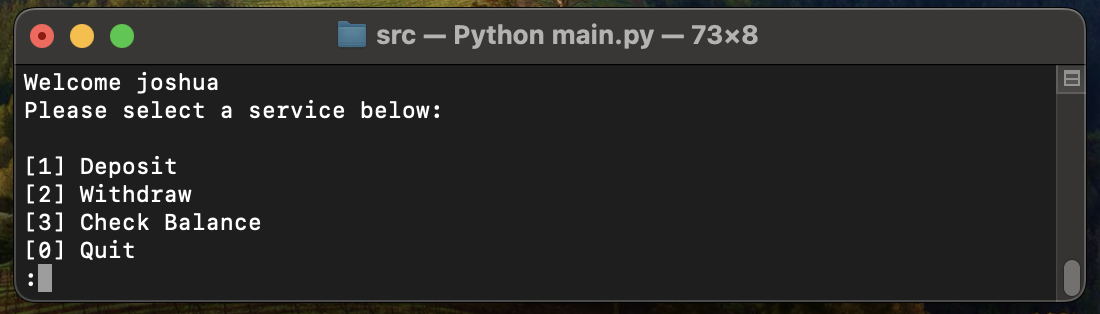 src — Python main.py — 73×8
Welcome joshua
Please select a service below:
[1] Deposit
[2] Withdraw
[3] Check Balance
[0] Quit
: